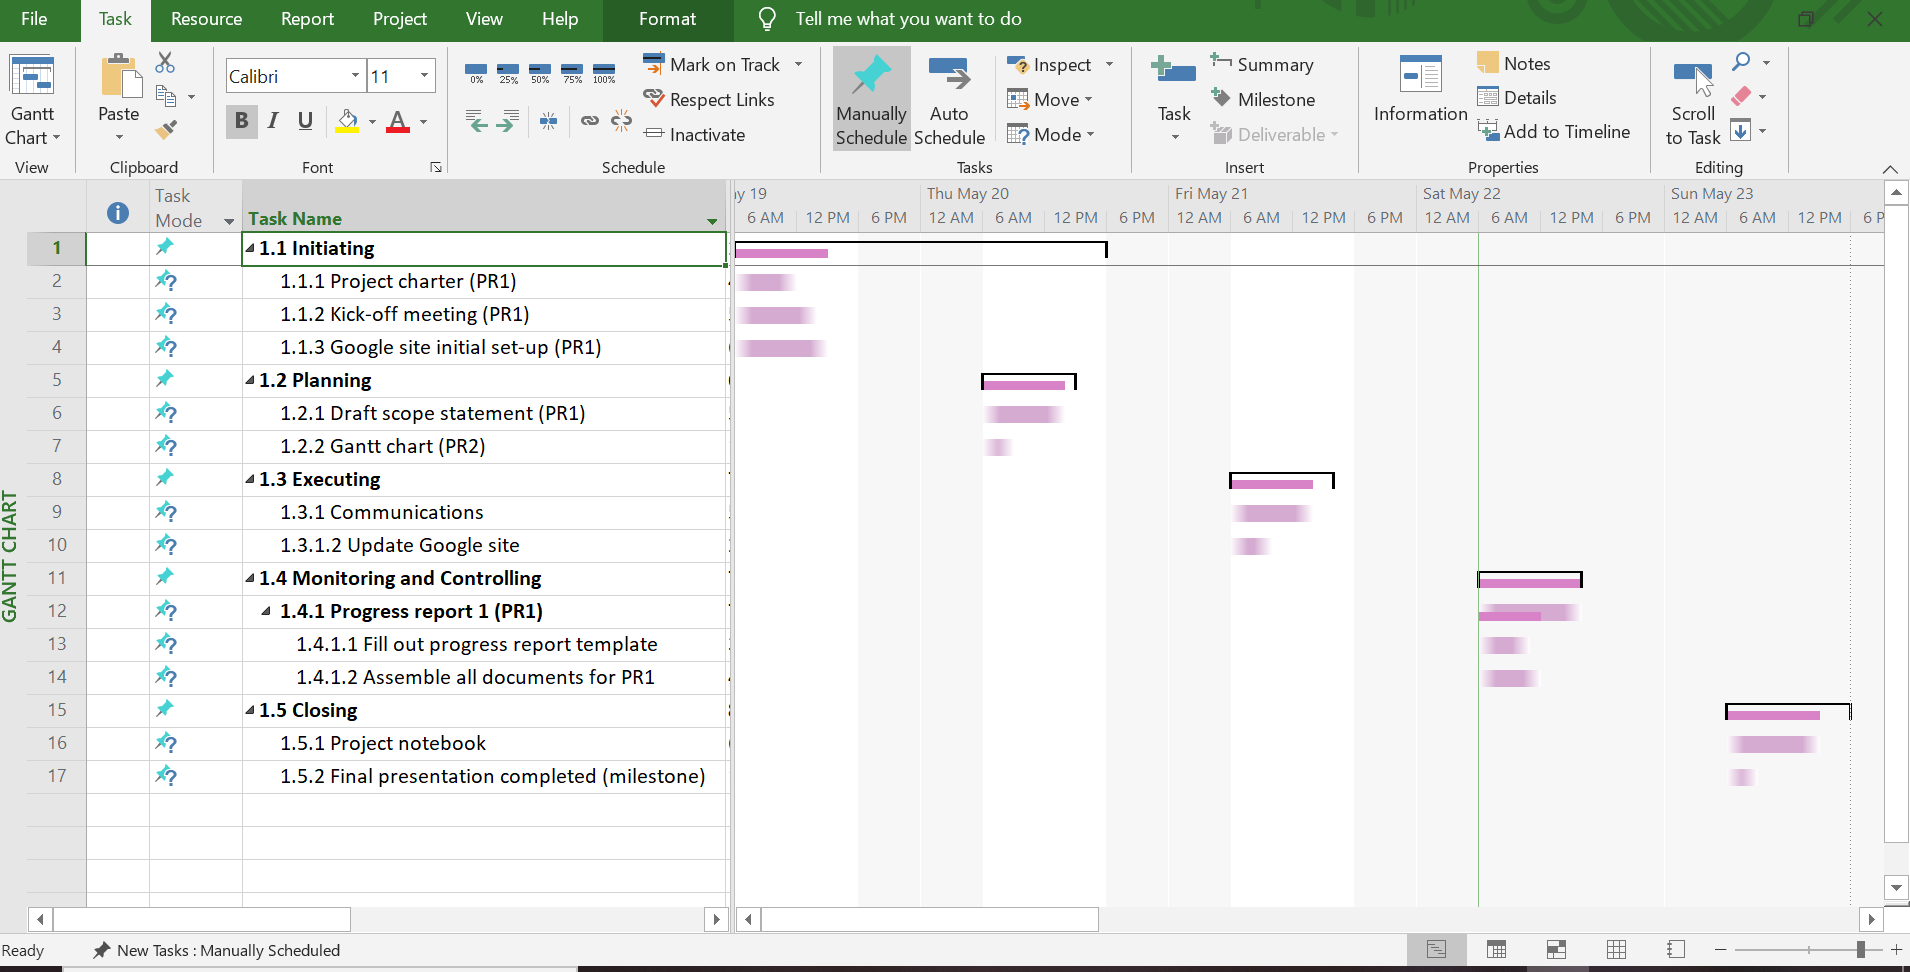 File Task Resource Report Project View Help Format Tell me what you want to do
Gantt Chart
View
Paste
Clipboard
Calibri 11
B I U A
Font
0% 25% 50% 75% 100%
Mark on Track
Respect Links
Inactivate
Schedule
Manually Schedule
Auto Schedule
Inspect
Move
Mode
Tasks
Task
Summary
Milestone
Deliverable
Insert
Information
Notes
Details
Add to Timeline
Properties
Scroll to Task
Editing
Task Mode Task Name
19 Thu May 20 Fri May 21 Sat May 22 Sun May 23
6 AM 12 PM 6 PM 12 AM 6 AM 12 PM 6 PM 12 AM 6 AM 12 PM 6 PM 12 AM 6 AM 12 PM 6 PM 12 AM 6 AM 12 PM 6 P
1 1.1 Initiating
2 1.1.1 Project charter (PR1)
3 1.1.2 Kick-off meeting (PR1)
4 1.1.3 Google site initial set-up (PR1)
5 1.2 Planning
6 1.2.1 Draft scope statement (PR1)
7 1.2.2 Gantt chart (PR2)
8 1.3 Executing
9 1.3.1 Communications
10 1.3.1.2 Update Google site
11 1.4 Monitoring and Controlling
12 1.4.1 Progress report 1 (PR1)
13 1.4.1.1 Fill out progress report template
14 1.4.1.2 Assemble all documents for PR1
15 1.5 Closing
16 1.5.1 Project notebook
17 1.5.2 Final presentation completed (milestone)
GANTT CHART
Ready New Tasks : Manually Scheduled